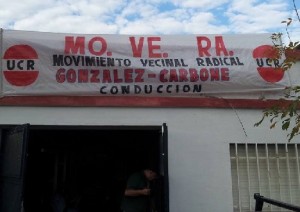 MO. VE. RA.
MOVIMIENTO VECINAL RADICAL
UCR
GONZALEZ - CARBONE
UCR
CONDUCCION